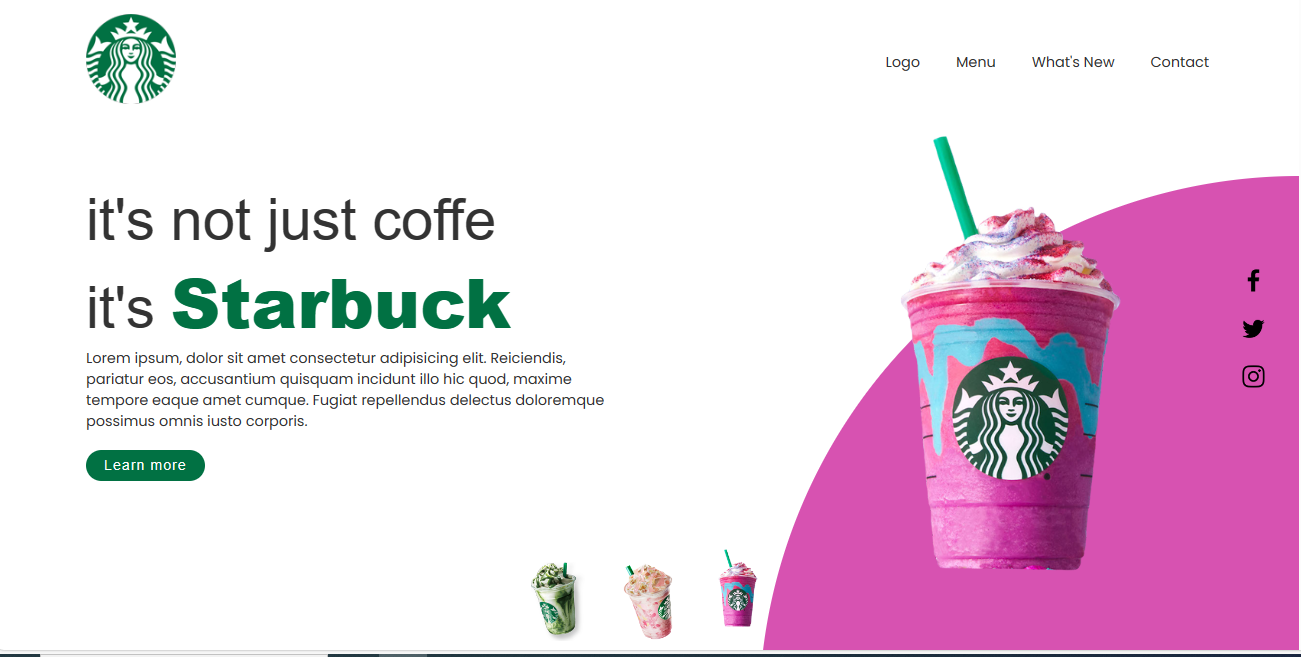 Logo Menu What's New Contact
it's not just coffe
it's Starbuck
Lorem ipsum, dolor sit amet consectetur adipisicing elit. Reiciendis,
pariatur eos, accusantium quisquam incidunt illo hic quod, maxime
tempore eaque amet cumque. Fugiat repellendus delectus doloremque
possimus omnis iusto corporis.
Learn more